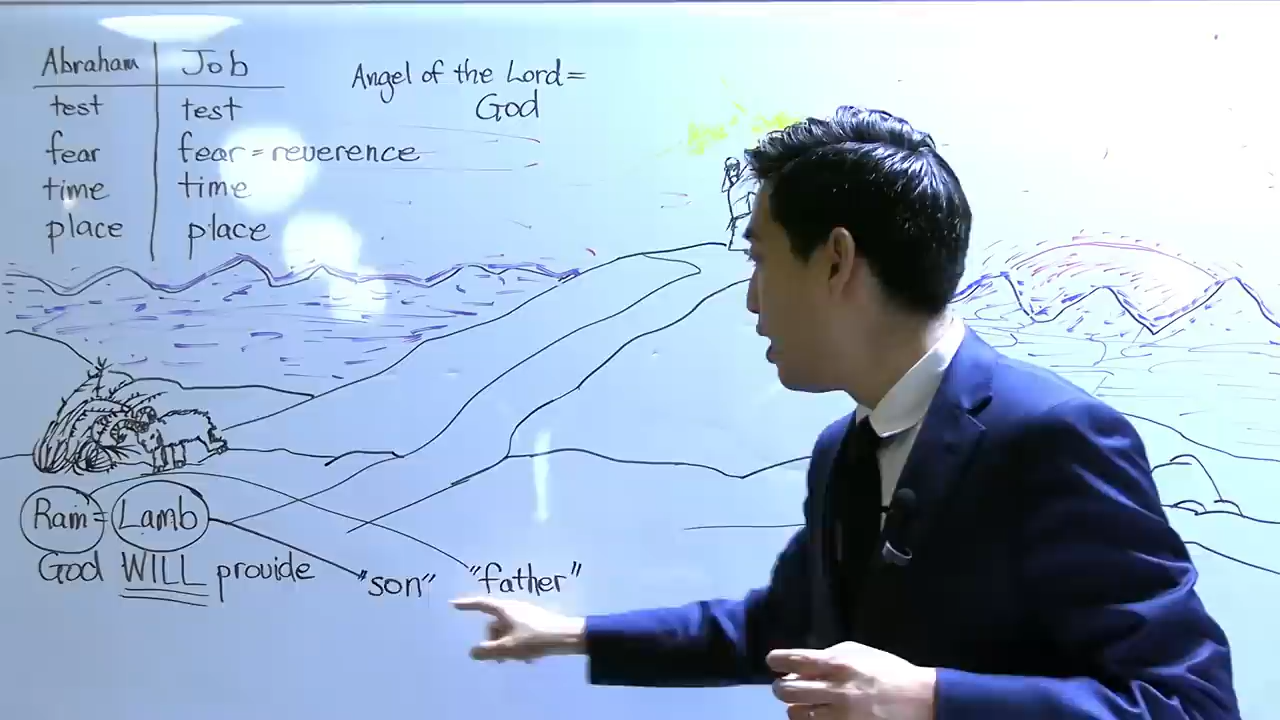 Abraham Job
test test
fear fear = reverence
time time
place place
Angel of the Lord =
God
Ram = Lamb
God WILL provide
"son" "father"